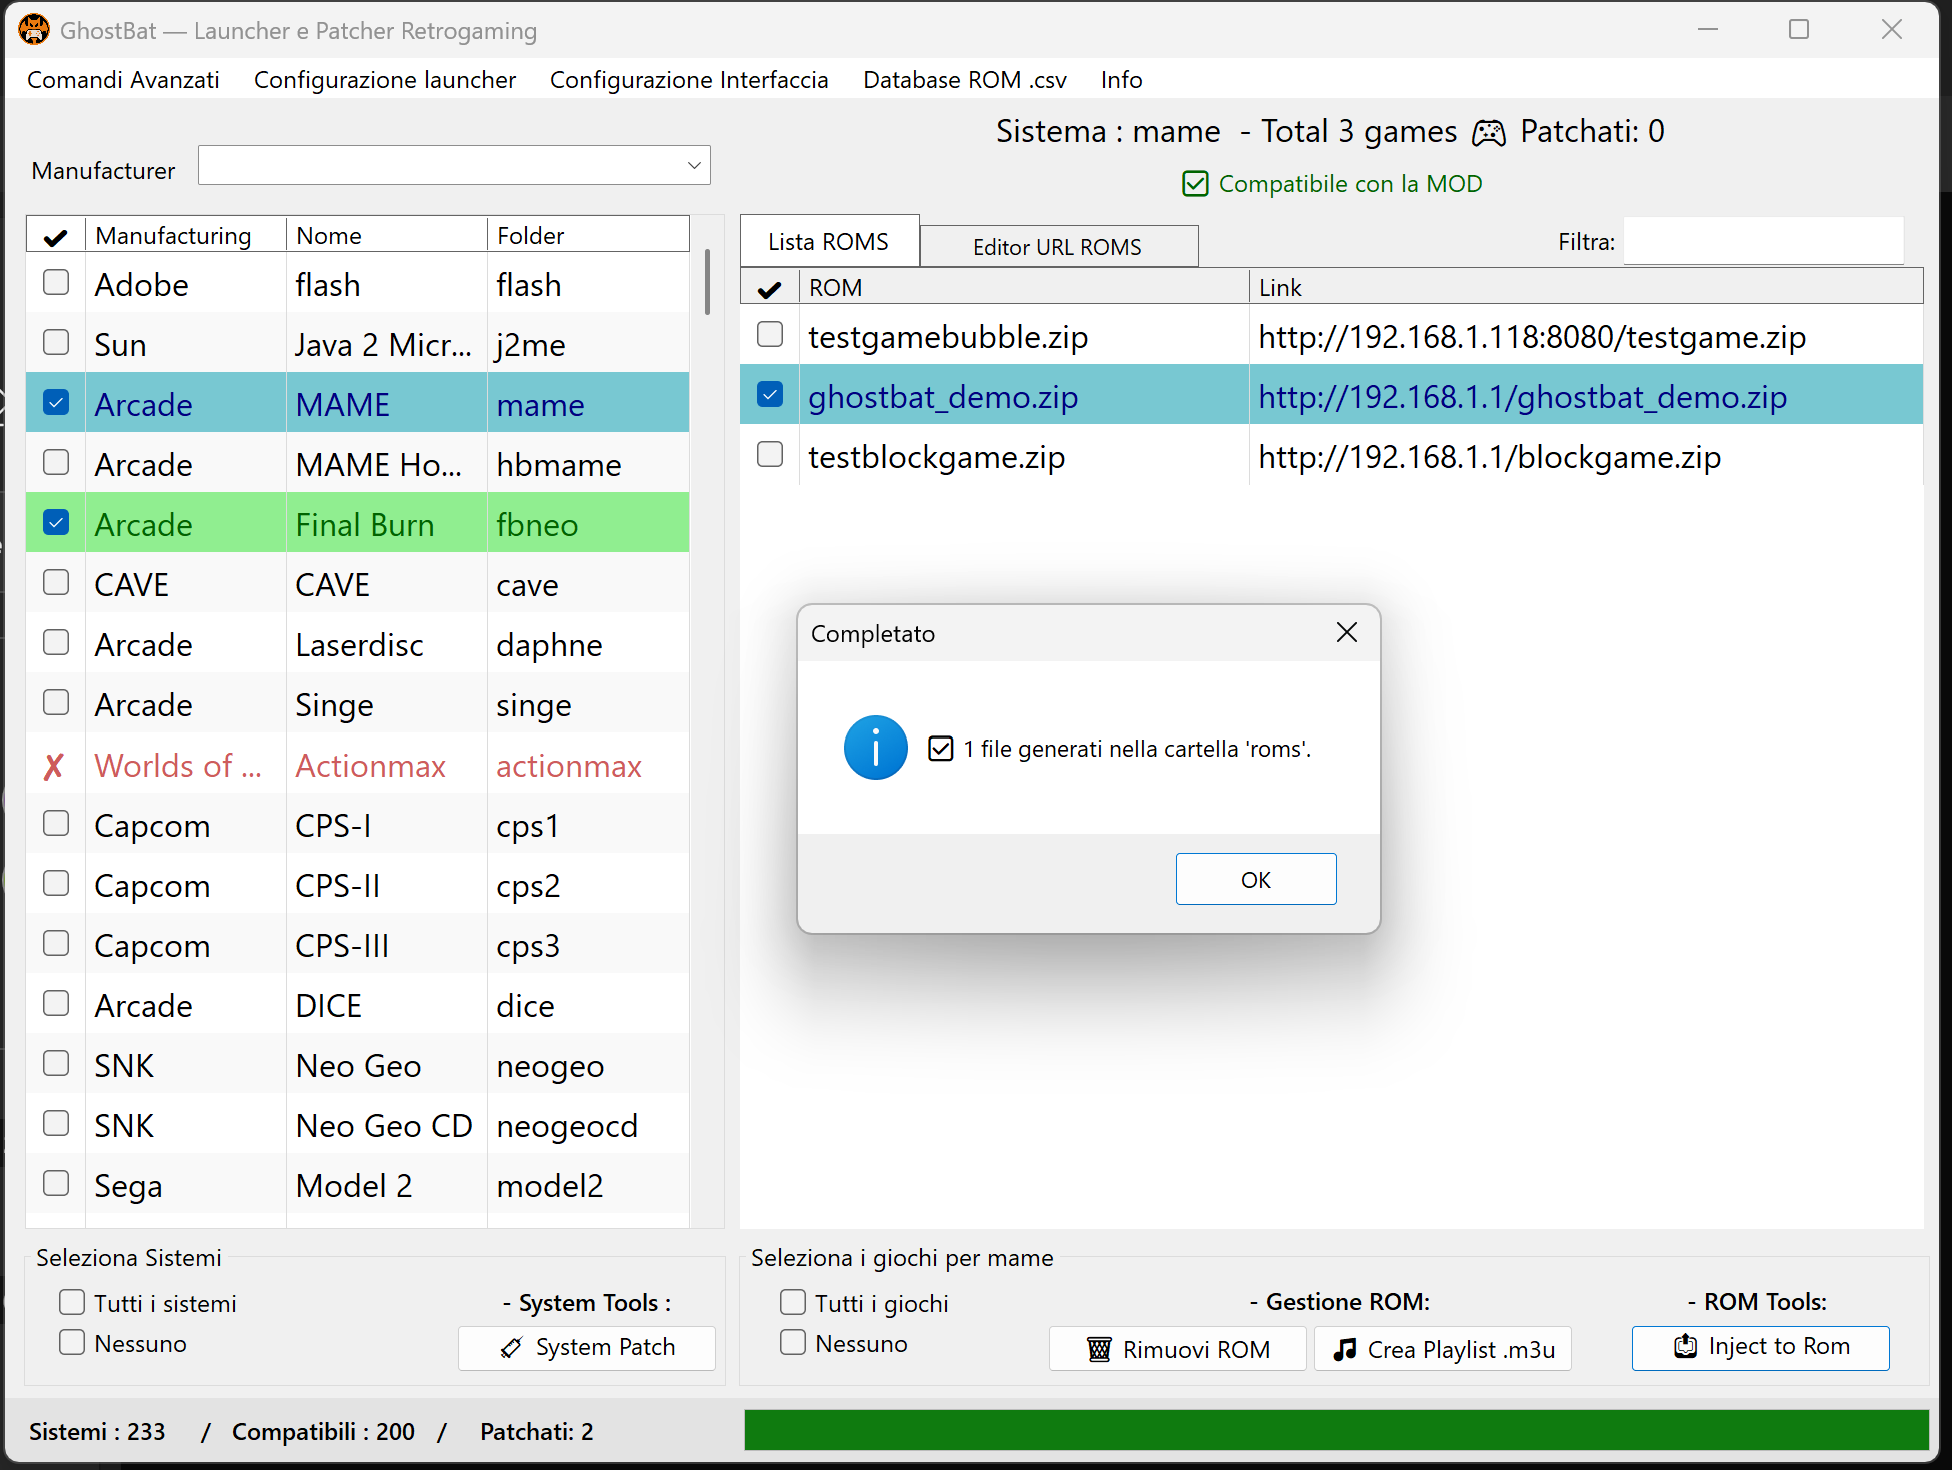 GhostBat — Launcher e Patcher Retrogaming
Comandi Avanzati Configurazione launcher Configurazione Interfaccia Database ROM .csv Info
Sistema : mame - Total 3 games Patchati: 0
Manufacturer
Compatibile con la MOD
Manufacturing Nome Folder
Adobe flash flash
Sun Java 2 Micr... j2me
Arcade MAME mame
Arcade MAME Ho... hbmame
Arcade Final Burn fbneo
CAVE CAVE cave
Arcade Laserdisc daphne
Arcade Singe singe
Worlds of ... Actionmax actionmax
Capcom CPS-I cps1
Capcom CPS-II cps2
Capcom CPS-III cps3
Arcade DICE dice
SNK Neo Geo neogeo
SNK Neo Geo CD neogeocd
Sega Model 2 model2
Lista ROMS Editor URL ROMS Filtra:
ROM Link
testgamebubble.zip http://192.168.1.118:8080/testgame.zip
ghostbat_demo.zip http://192.168.1.1/ghostbat_demo.zip
testblockgame.zip http://192.168.1.1/blockgame.zip
Completato
1 file generati nella cartella 'roms'.
OK
Seleziona Sistemi
Tutti i sistemi - System Tools :
Nessuno System Patch
Seleziona i giochi per mame
Tutti i giochi - Gestione ROM: - ROM Tools:
Nessuno Rimuovi ROM Crea Playlist .m3u Inject to Rom
Sistemi : 233 / Compatibili : 200 / Patchati: 2